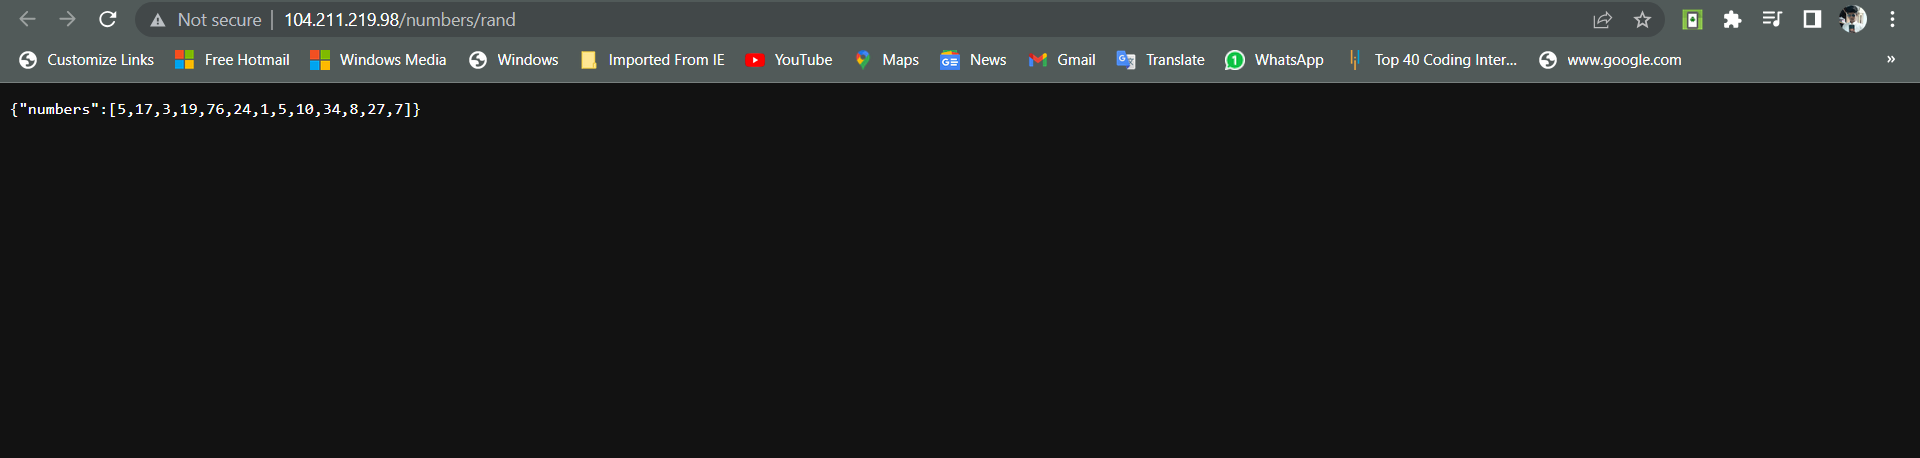 Not secure | 104.211.219.98/numbers/rand
Customize Links Free Hotmail Windows Media Windows Imported From IE YouTube Maps News Gmail Translate WhatsApp Top 40 Coding Inter... www.google.com »
{"numbers":[5,17,3,19,76,24,1,5,10,34,8,27,7]}